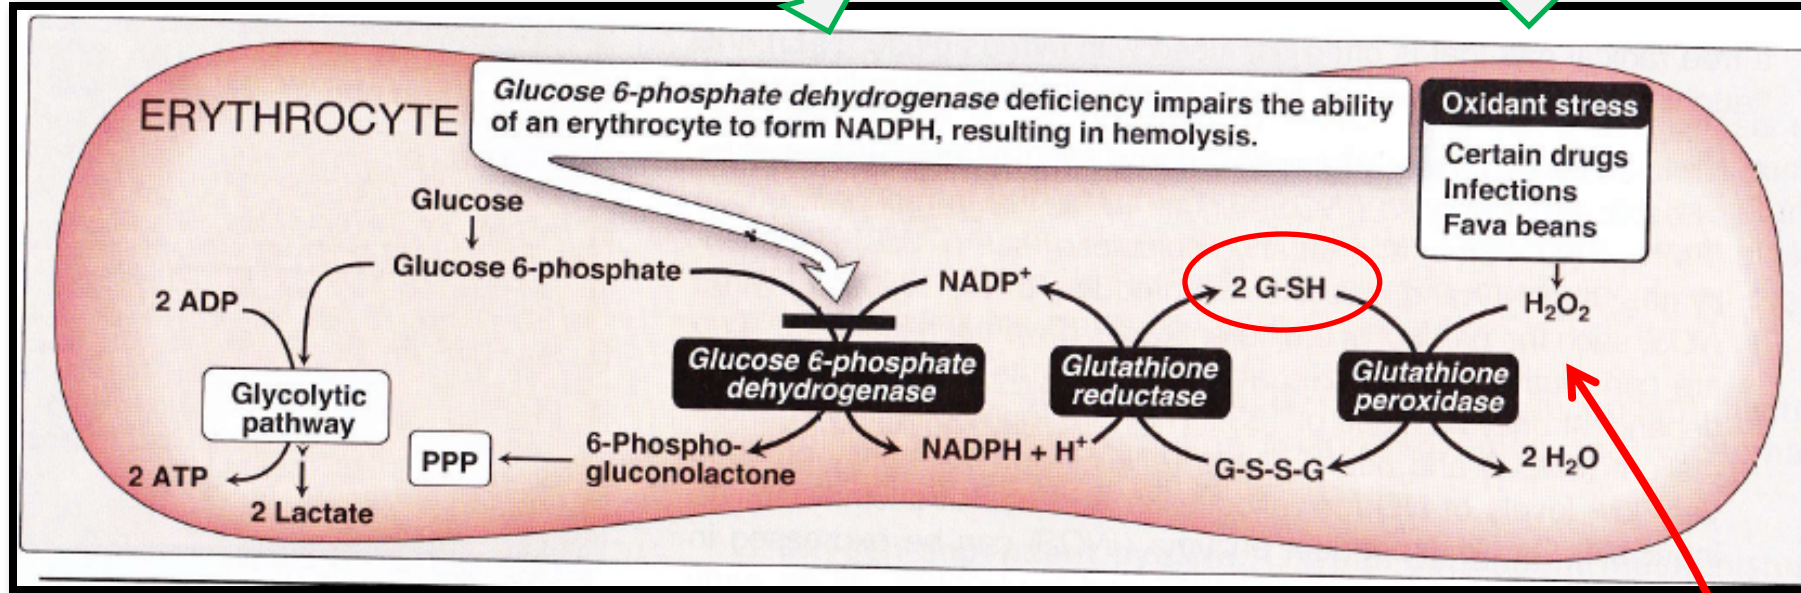 ERYTHROCYTE
Glucose 6-phosphate dehydrogenase deficiency impairs the ability
of an erythrocyte to form NADPH, resulting in hemolysis.
Oxidant stress
Certain drugs
Infections
Fava beans
Glucose
Glucose 6-phosphate
NADP⁺
2 G-SH
H₂O₂
2 ADP
Glucose 6-phosphate
dehydrogenase
Glutathione
reductase
Glutathione
peroxidase
Glycolytic
pathway
2 ATP
2 Lactate
PPP
6-Phospho-
gluconolactone
NADPH + H⁺
G-S-S-G
2 H₂O